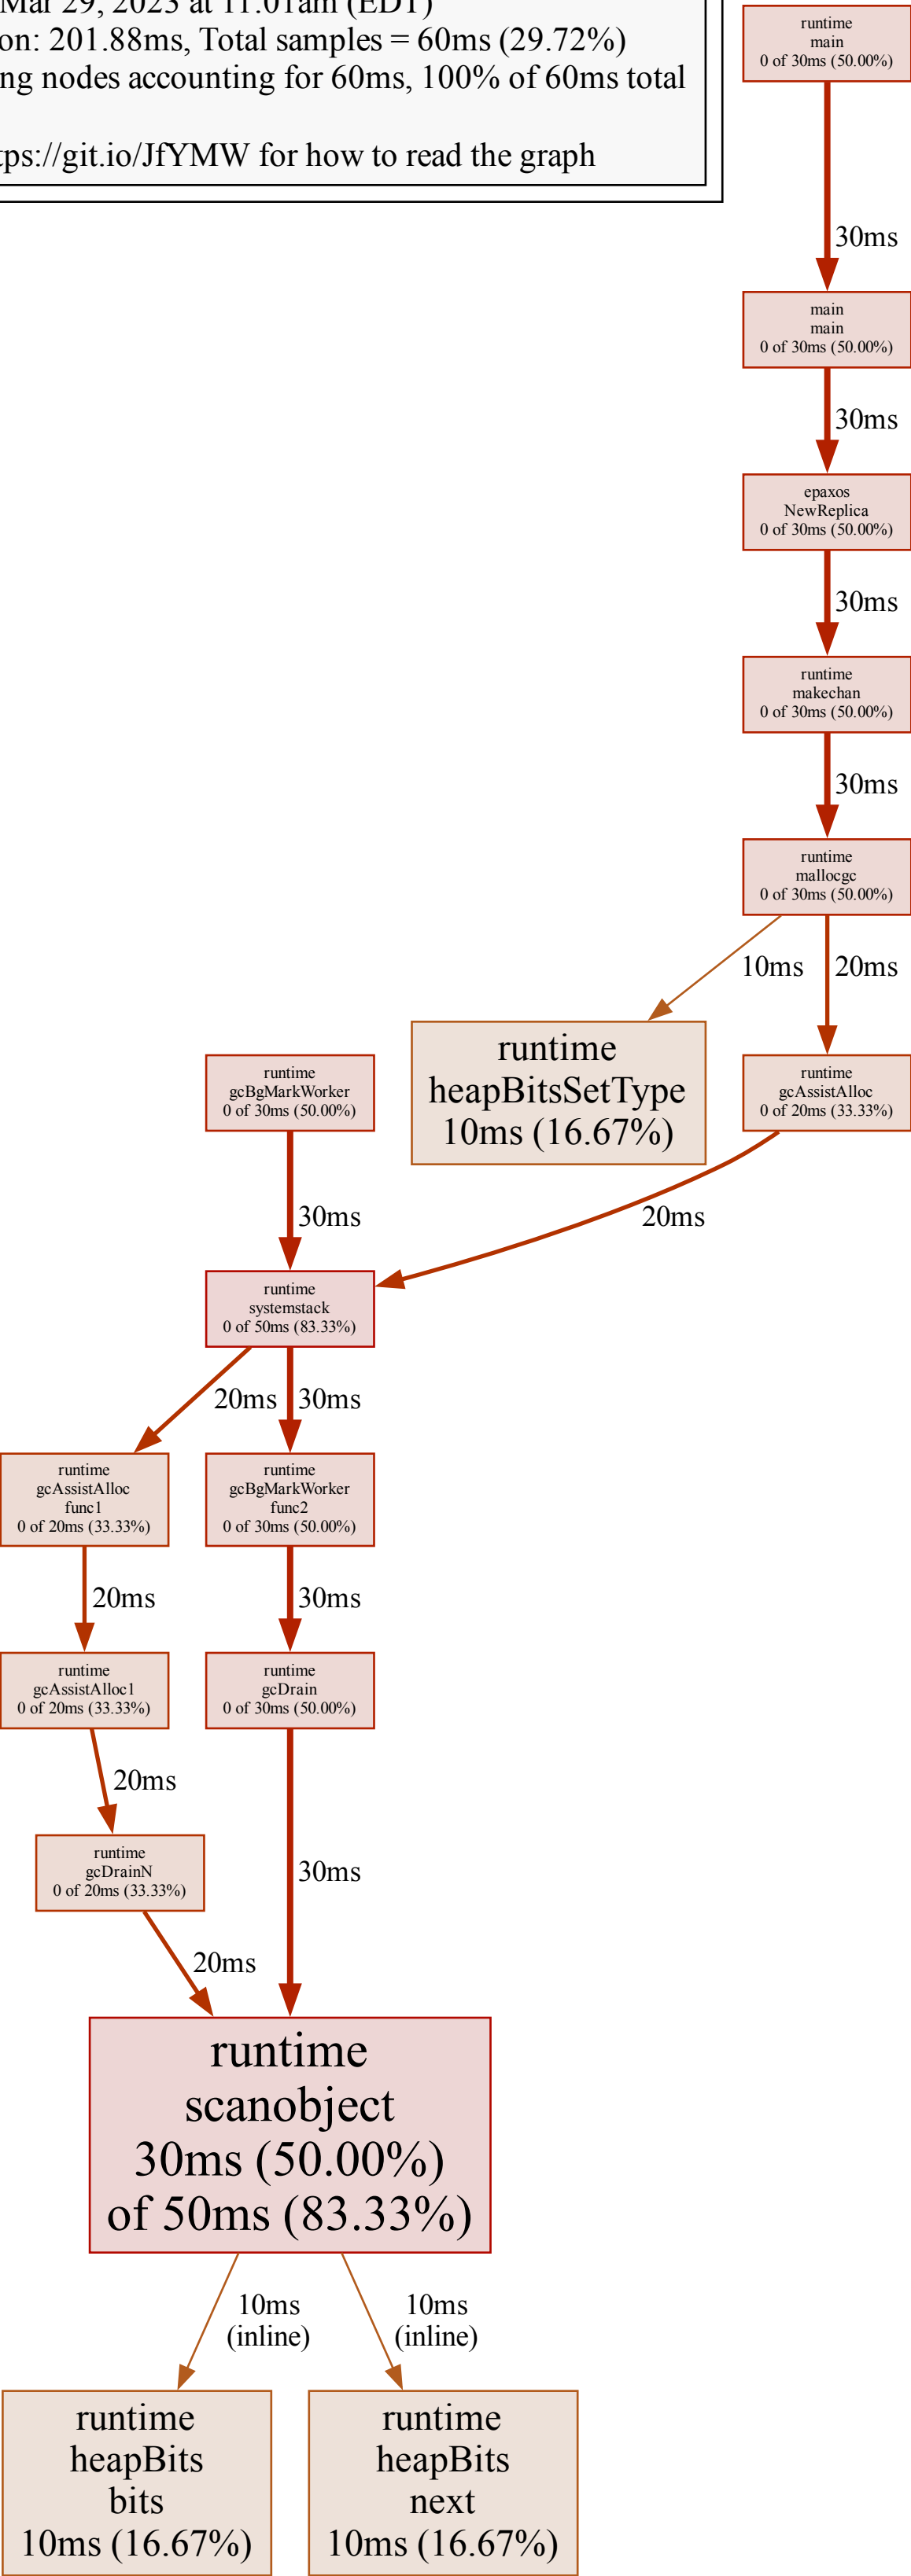 Mar 29, 2023 at 11:01am (EDT)
on: 201.88ms, Total samples = 60ms (29.72%)
ng nodes accounting for 60ms, 100% of 60ms total
tps://git.io/JfYMW for how to read the graph
runtime
main
0 of 30ms (50.00%)
30ms
main
main
0 of 30ms (50.00%)
30ms
epaxos
NewReplica
0 of 30ms (50.00%)
30ms
runtime
makechan
0 of 30ms (50.00%)
30ms
runtime
mallocgc
0 of 30ms (50.00%)
10ms
20ms
runtime
heapBitsSetType
10ms (16.67%)
runtime
gcAssistAlloc
0 of 20ms (33.33%)
runtime
gcBgMarkWorker
0 of 30ms (50.00%)
30ms
20ms
runtime
systemstack
0 of 50ms (83.33%)
20ms
30ms
runtime
gcAssistAlloc
func1
0 of 20ms (33.33%)
runtime
gcBgMarkWorker
func2
0 of 30ms (50.00%)
20ms
30ms
runtime
gcAssistAlloc1
0 of 20ms (33.33%)
runtime
gcDrain
0 of 30ms (50.00%)
20ms
runtime
gcDrainN
0 of 20ms (33.33%)
30ms
20ms
runtime
scanobject
30ms (50.00%)
of 50ms (83.33%)
10ms
(inline)
10ms
(inline)
runtime
heapBits
bits
10ms (16.67%)
runtime
heapBits
next
10ms (16.67%)